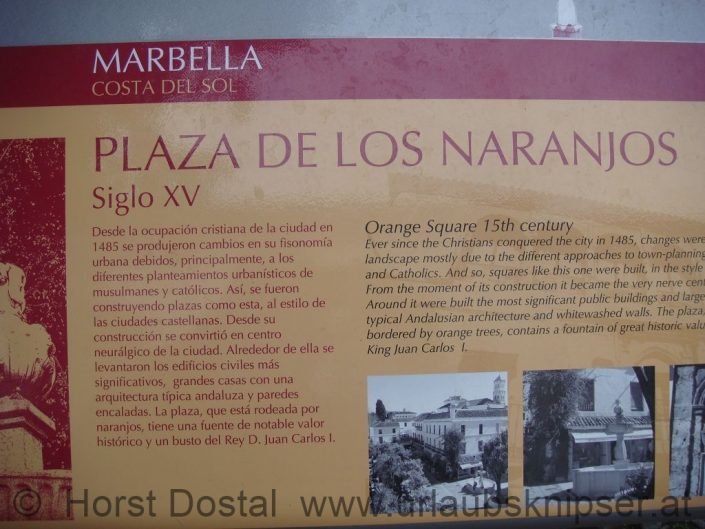 MARBELLA
COSTA DEL SOL
PLAZA DE LOS NARANJOS
Siglo XV
Desde la ocupación cristiana de la ciudad en
1485 se produjeron cambios en su fisonomía
urbana debidos, principalmente, a los
diferentes planteamientos urbanísticos de
musulmanes y católicos. Así, se fueron
construyendo plazas como esta, al estilo de
las ciudades castellanas. Desde su
construcción se convirtió en centro
neurálgico de la ciudad. Alrededor de ella se
levantaron los edificios civiles más
significativos, grandes casas con una
arquitectura típica andaluza y paredes
encaladas. La plaza, que está rodeada por
naranjos, tiene una fuente de notable valor
histórico y un busto del Rey D. Juan Carlos I.
Orange Square 15th century
Ever since the Christians conquered the city in 1485, changes were
landscape mostly due to the different approaches to town-planning
and Catholics. And so, squares like this one were built, in the style
From the moment of its construction it became the very nerve cent
Around it were built the most significant public buildings and large
typical Andalusian architecture and whitewashed walls. The plaza,
bordered by orange trees, contains a fountain of great historic valu
King Juan Carlos I.
© Horst Dostal www.urlaubsknipser.at